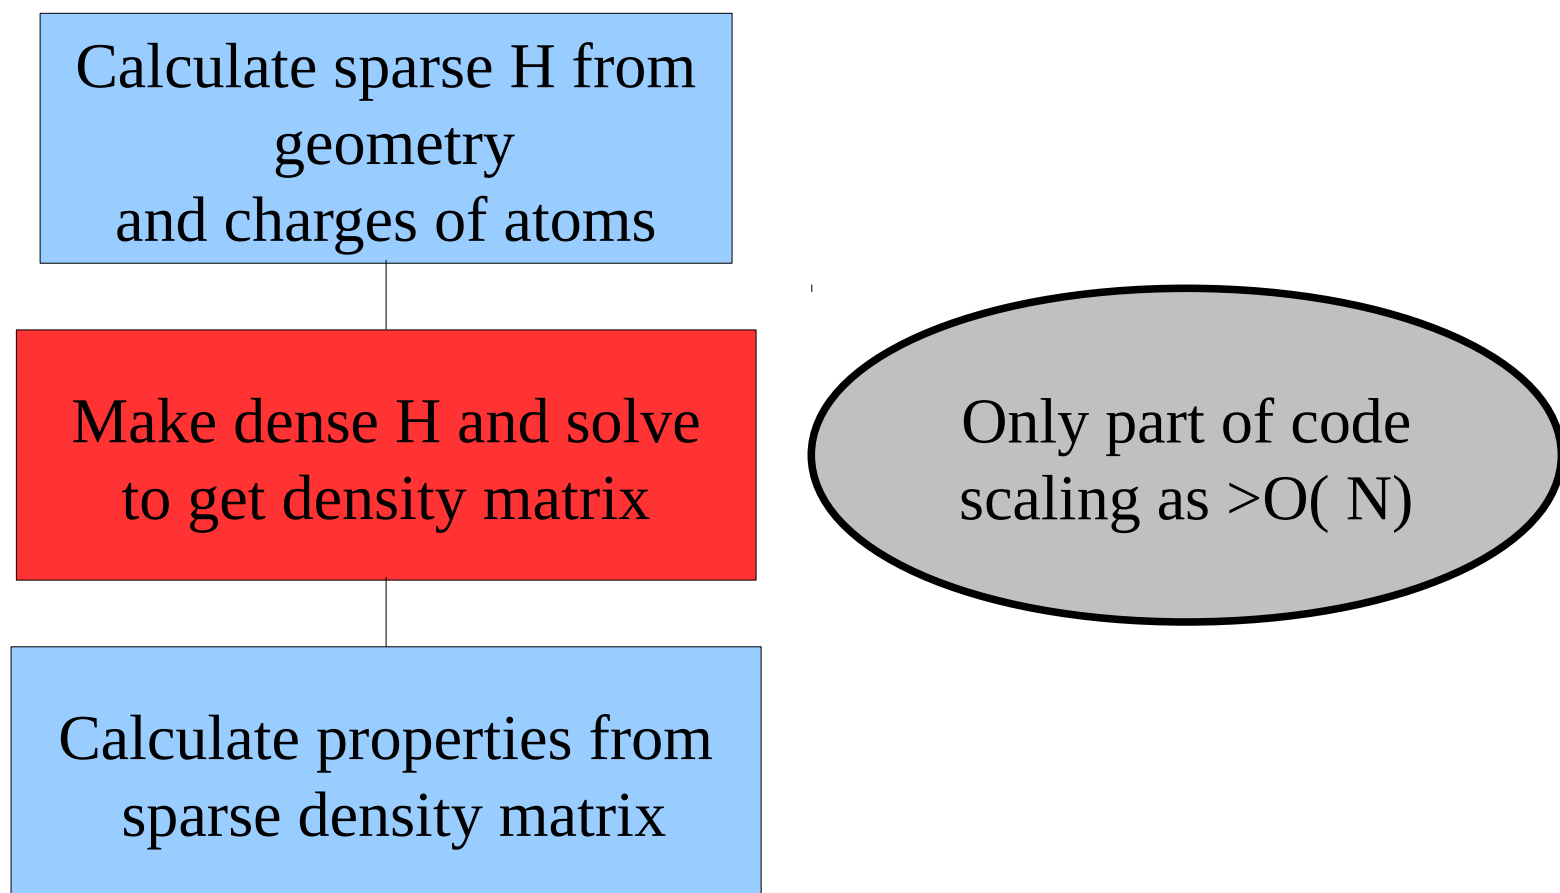 Calculate sparse H from
geometry
and charges of atoms
Make dense H and solve
to get density matrix
Only part of code
scaling as >O( N)
Calculate properties from
sparse density matrix